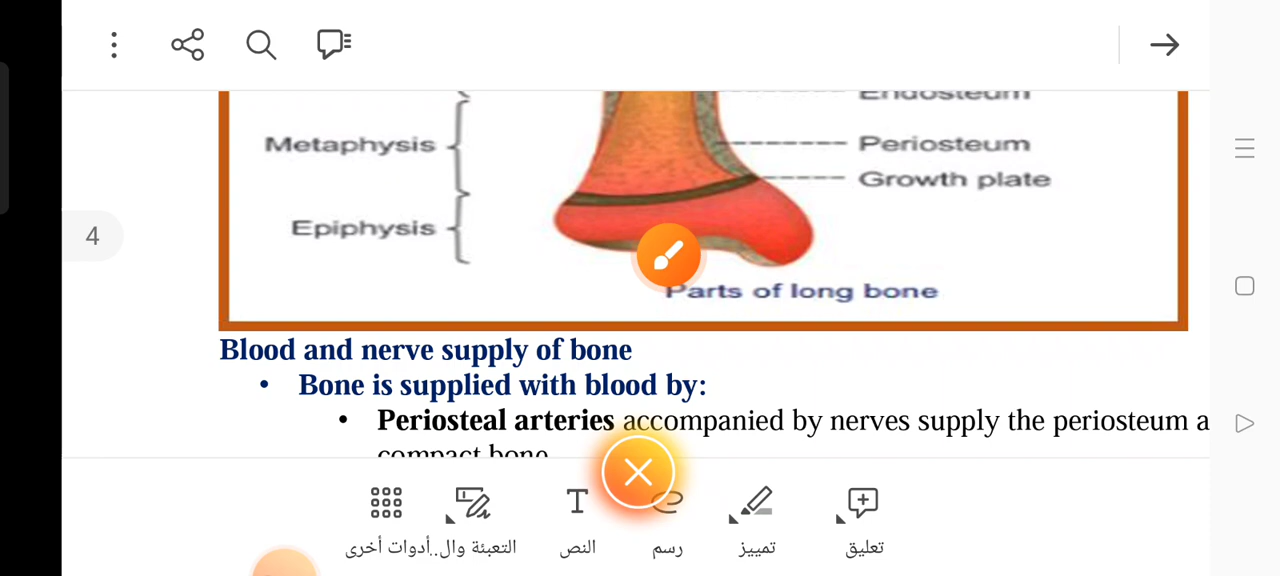 Endosteum
Metaphysis
Periosteum
Growth plate
Epiphysis
4
Parts of long bone
Blood and nerve supply of bone
• Bone is supplied with blood by:
• Periosteal arteries accompanied by nerves supply the periosteum a
compact bone
تعليق
تمييز
رسم
النص
التعبئة وال..
أدوات أخرى